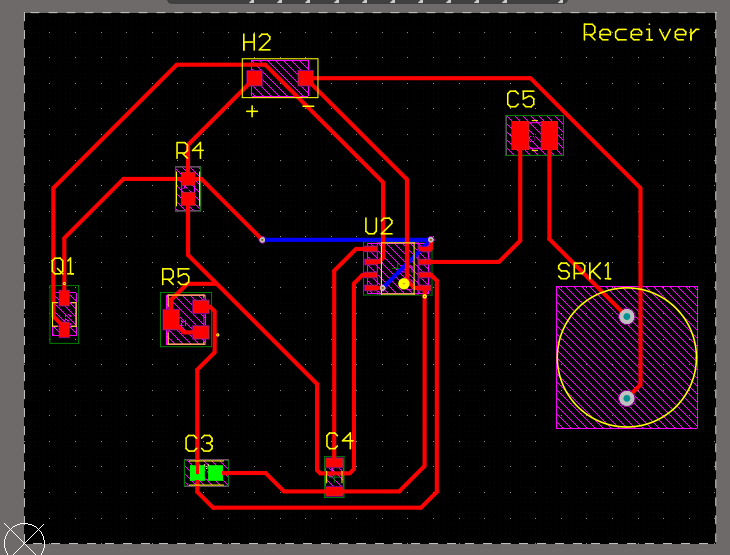 Receiver
H2
+ −
C5
R4
U2
Q1
R5
SPK1
C3
C4